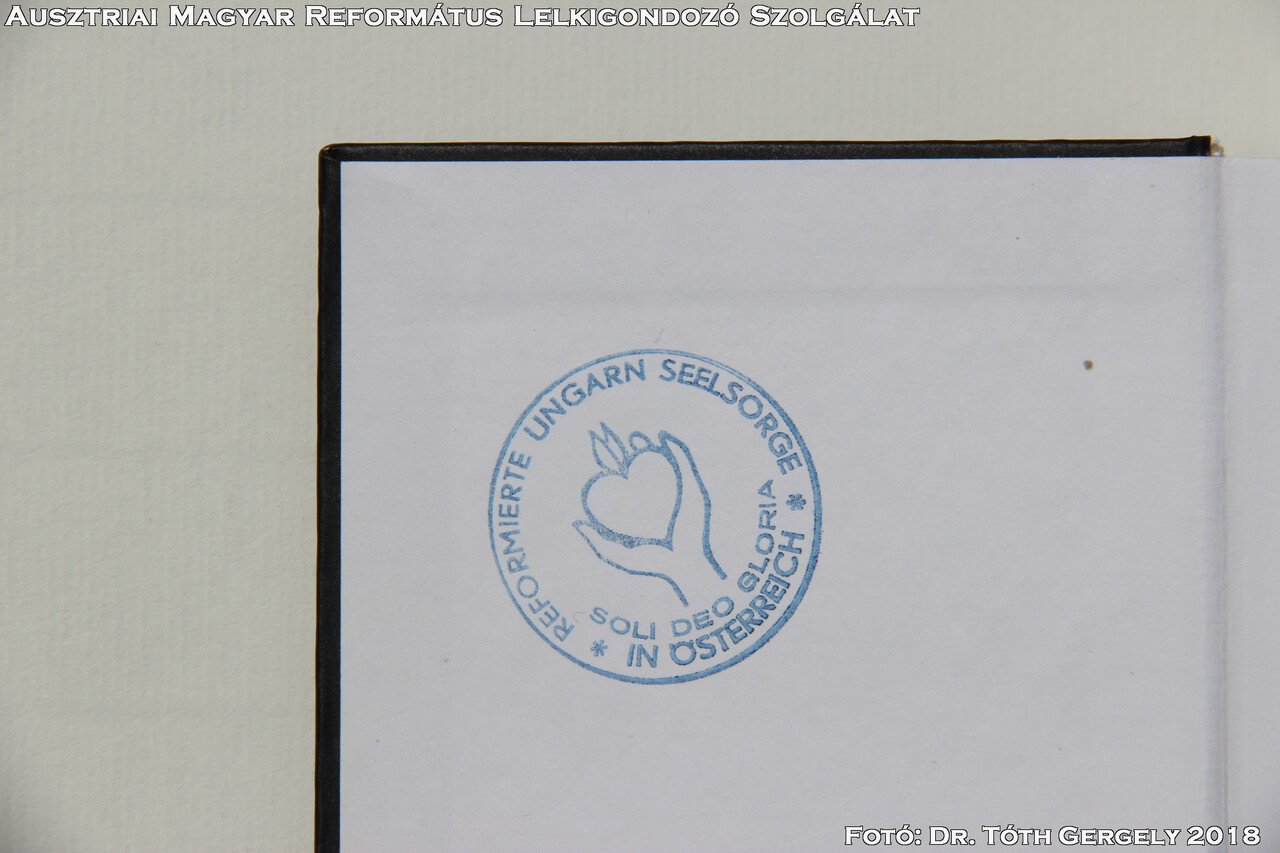 Ausztriai Magyar Református Lelkigondozó Szolgálat
REFORMIERTE UNGARN SEELSORGE
* IN ÖSTERREICH *
SOLI DEO GLORIA
Fotó: Dr. Tóth Gergely 2018